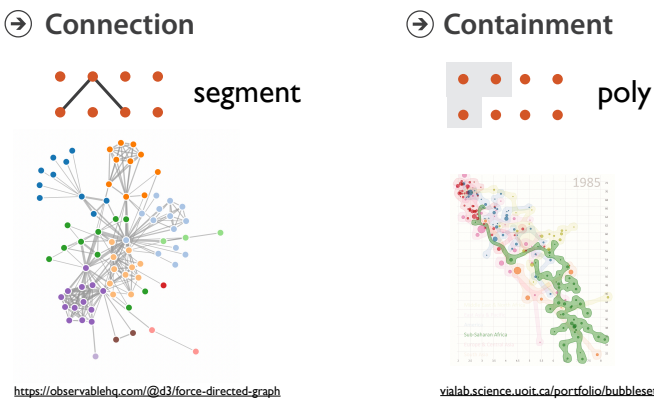 Connection
segment
https://observablehq.com/@d3/force-directed-graph
Containment
poly
1985
Sub-Saharan Africa
vialab.science.uoit.ca/portfolio/bubbleset